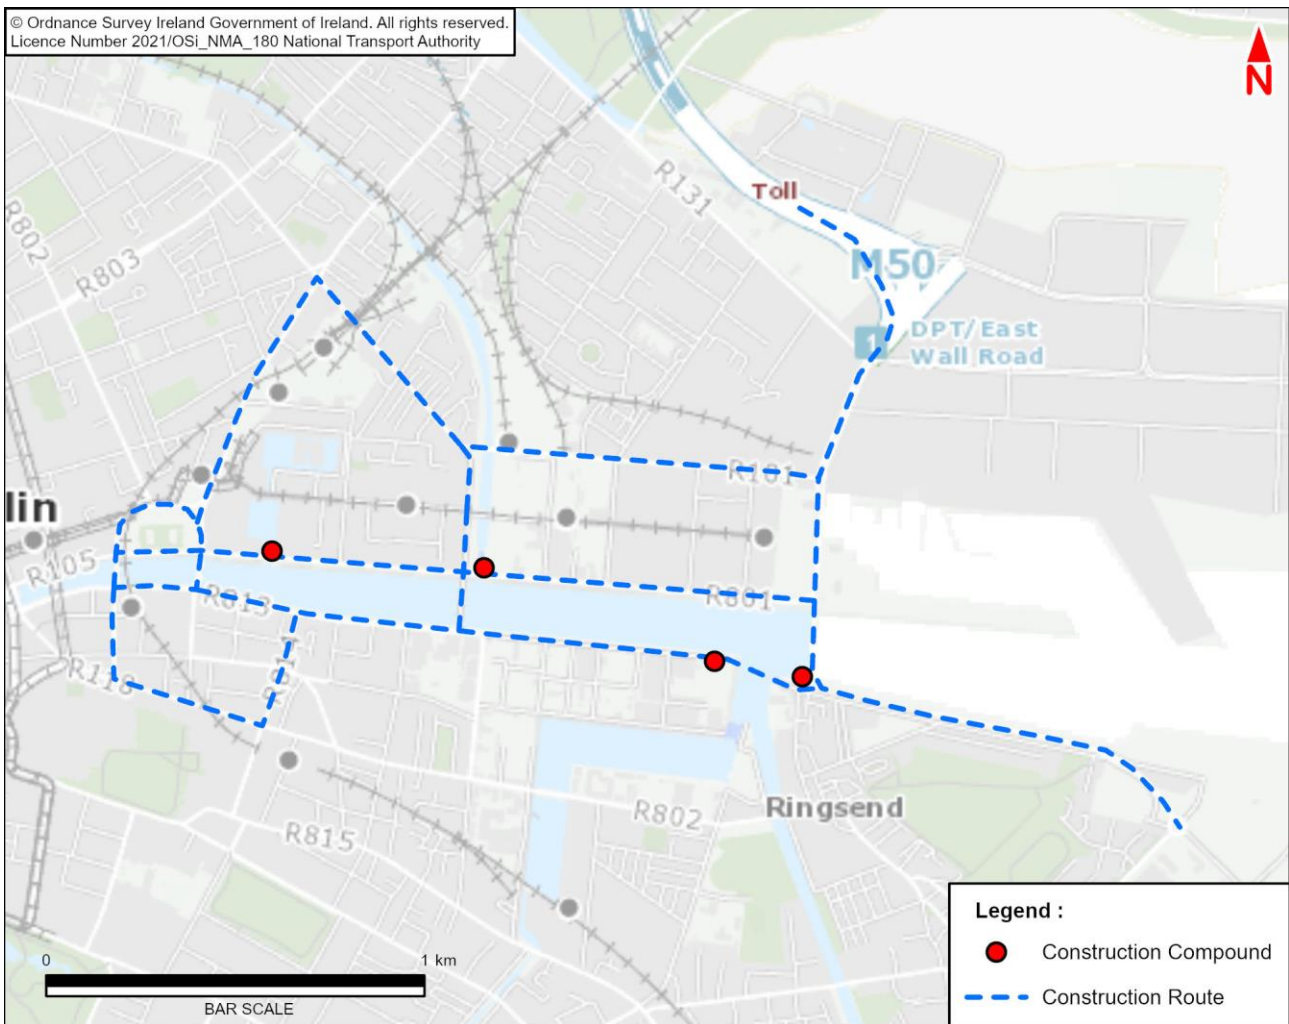 © Ordnance Survey Ireland Government of Ireland. All rights reserved.
Licence Number 2021/OSi_NMA_180 National Transport Authority
N
R131
Toll
R802
R803
M50
1
DPT/East
Wall Road
R101
lin
R105
R801
R813
R814
R118
R802
Ringsend
R815
Legend :
Construction Compound
Construction Route
0
1 km
BAR SCALE